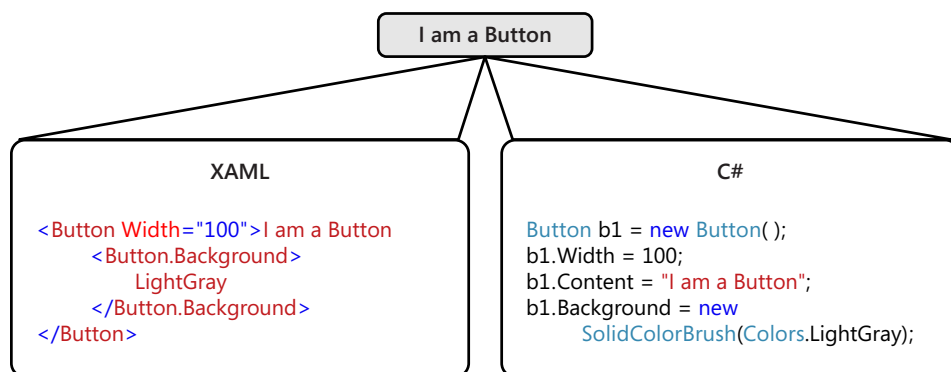 I am a Button
XAML
<Button Width="100">I am a Button
<Button.Background>
LightGray
</Button.Background>
</Button>
C#
Button b1 = new Button( );
b1.Width = 100;
b1.Content = "I am a Button";
b1.Background = new
SolidColorBrush(Colors.LightGray);